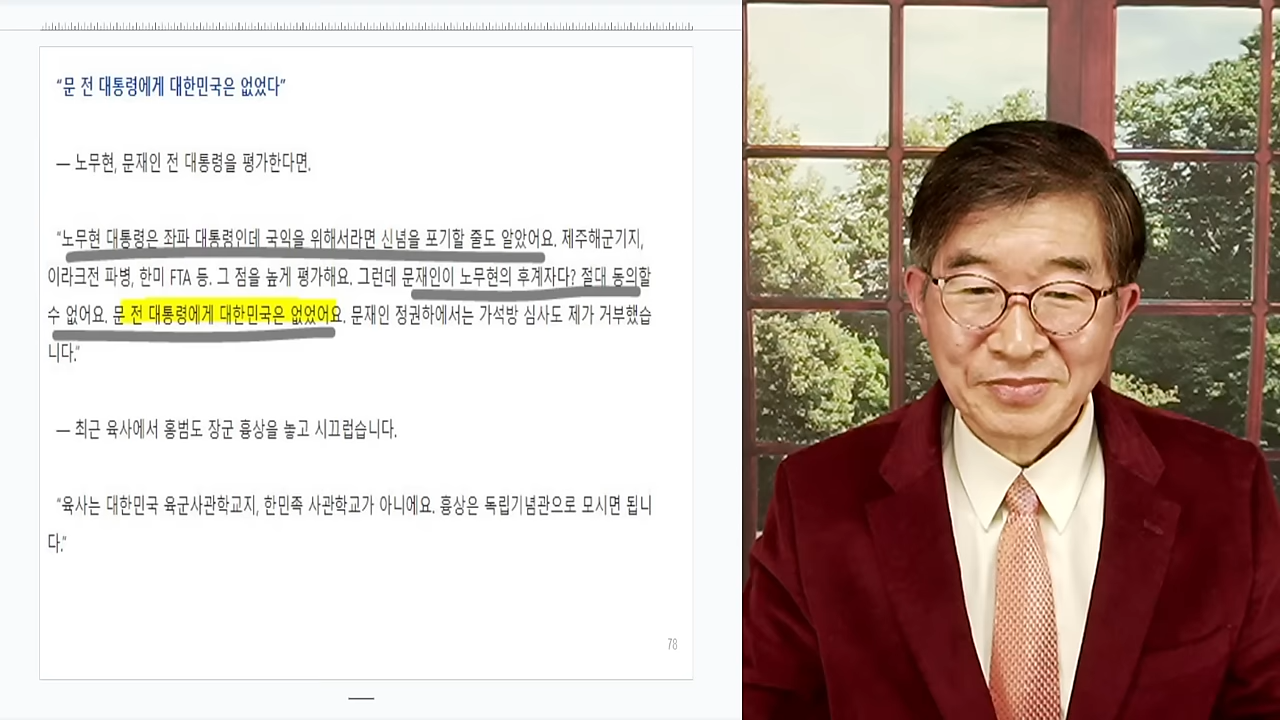 “문 전 대통령에게 대한민국은 없었다”
— 노무현, 문재인 전 대통령을 평가한다면.
“노무현 대통령은 좌파 대통령인데 국익을 위해서라면 신념을 포기할 줄도 알았어요. 제주해군기지,
이라크전 파병, 한미 FTA 등. 그 점을 높게 평가해요. 그런데 문재인이 노무현의 후계자다? 절대 동의할
수 없어요. 문 전 대통령에게 대한민국은 없었어요. 문재인 정권하에서는 가석방 심사도 제가 거부했습
니다.”
— 최근 육사에서 홍범도 장군 흉상을 놓고 시끄럽습니다.
“육사는 대한민국 육군사관학교지, 한민족 사관학교가 아니에요. 흉상은 독립기념관으로 모시면 됩니
다.”
78